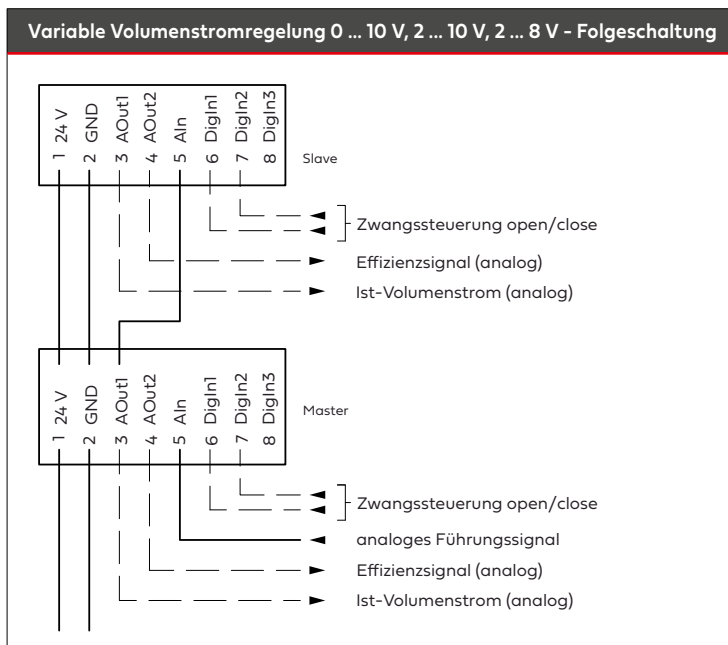 Variable Volumenstromregelung 0 ... 10 V, 2 ... 10 V, 2 ... 8 V - Folgeschaltung
1 24 V
2 GND
3 AOut1
4 AOut2
5 AIn
6 DigIn1
7 DigIn2
8 DigIn3
Slave
Zwangssteuerung open/close
Effizienzsignal (analog)
Ist-Volumenstrom (analog)
1 24 V
2 GND
3 AOut1
4 AOut2
5 AIn
6 DigIn1
7 DigIn2
8 DigIn3
Master
Zwangssteuerung open/close
analoges Führungssignal
Effizienzsignal (analog)
Ist-Volumenstrom (analog)